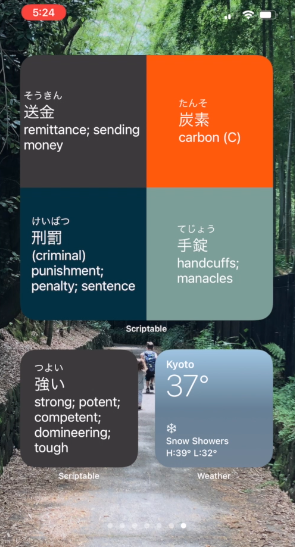 5:24
そうきん
送金
remittance; sending
money
たんそ
炭素
carbon (C)
けいばつ
刑罰
(criminal)
punishment;
penalty; sentence
てじょう
手錠
handcuffs;
manacles
Scriptable
つよい
強い
strong; potent;
competent;
domineering;
tough
Scriptable
Kyoto
37°
Snow Showers
H:39° L:32°
Weather